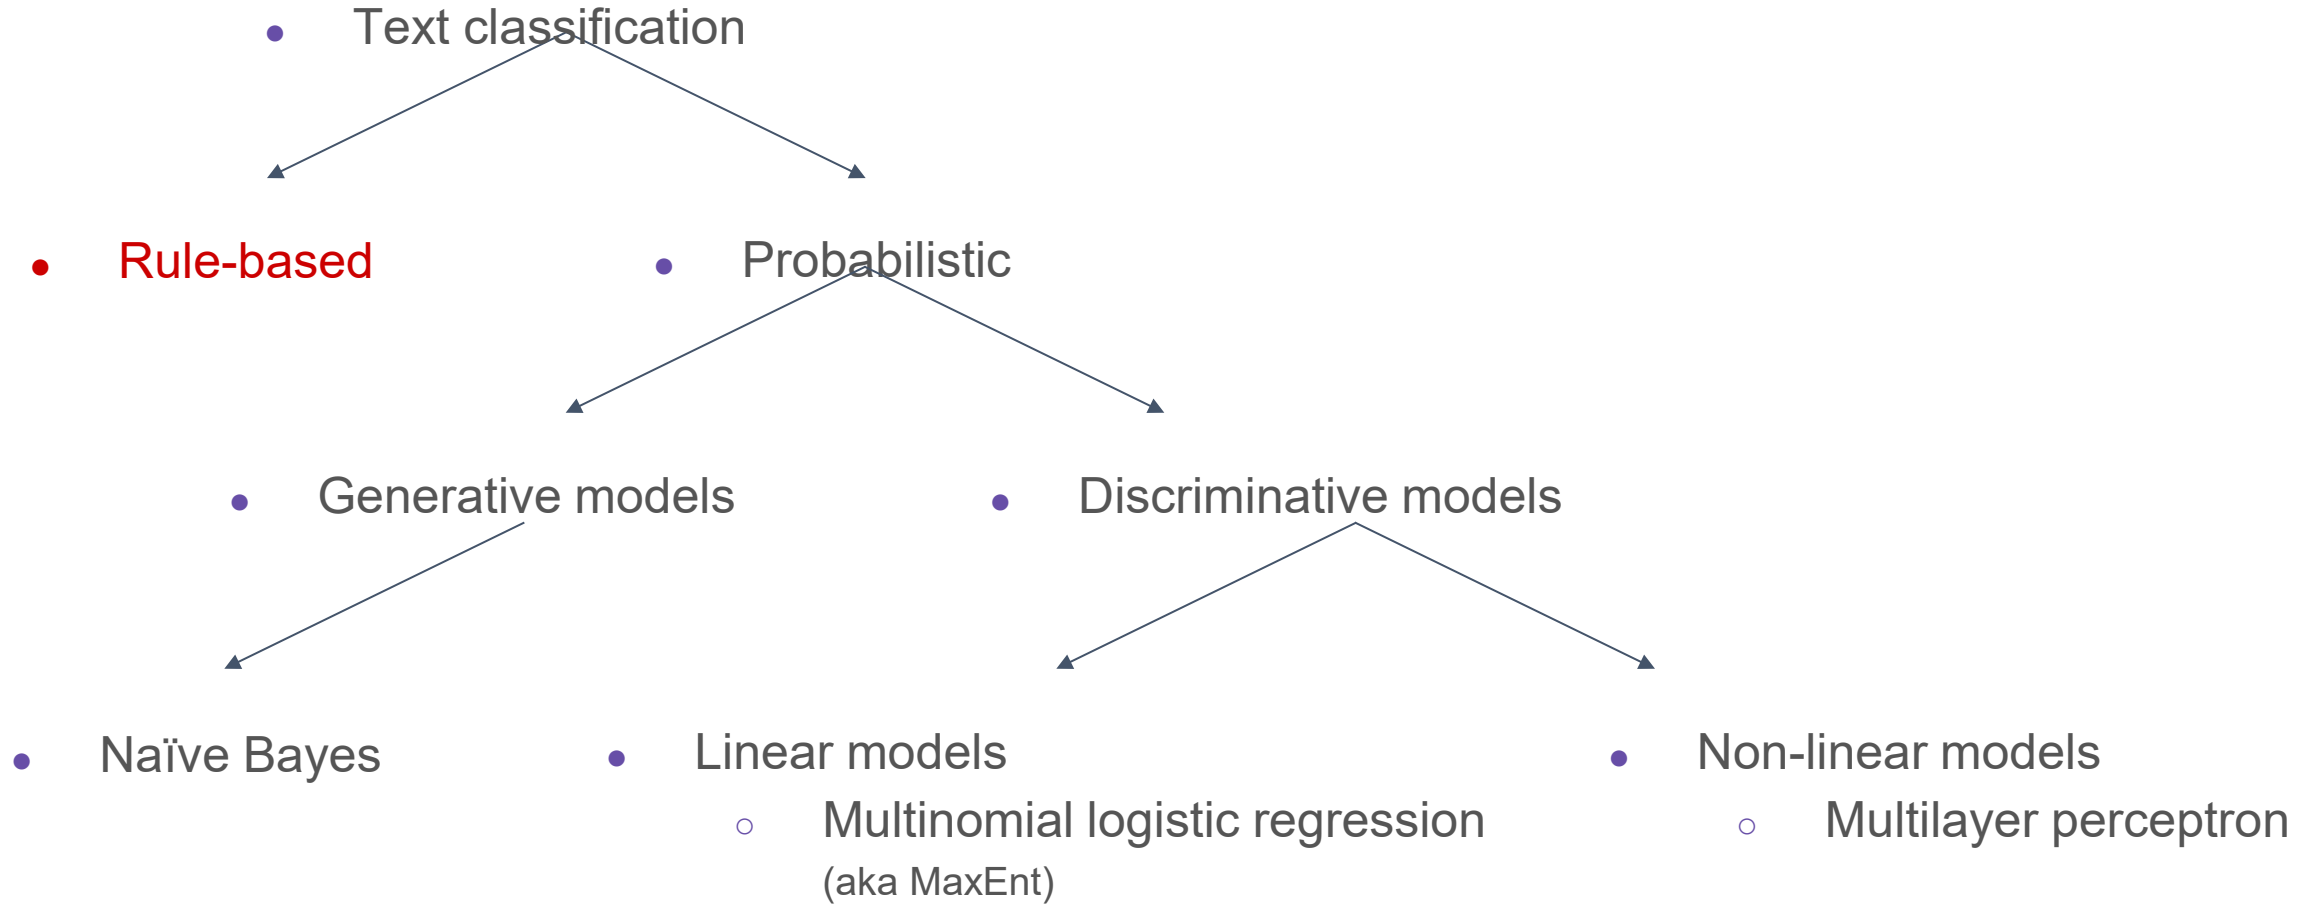 Text classification
Rule-based
Probabilistic
Generative models
Discriminative models
Naïve Bayes
Linear models
Multinomial logistic regression
(aka MaxEnt)
Non-linear models
Multilayer perceptron